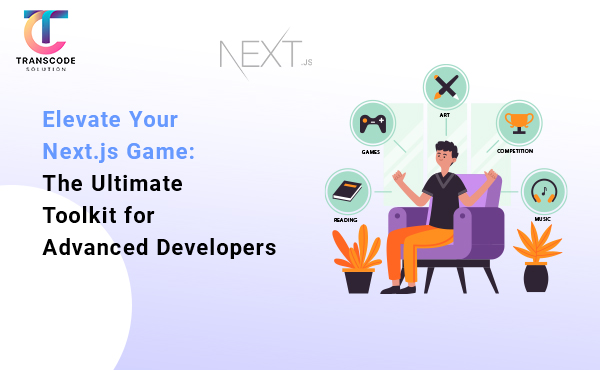 TRANSCODE
SOLUTION
NEXT.JS
Elevate Your
Next.js Game:
The Ultimate
Toolkit for
Advanced Developers
ART
GAMES
COMPETITION
READING
MUSIC